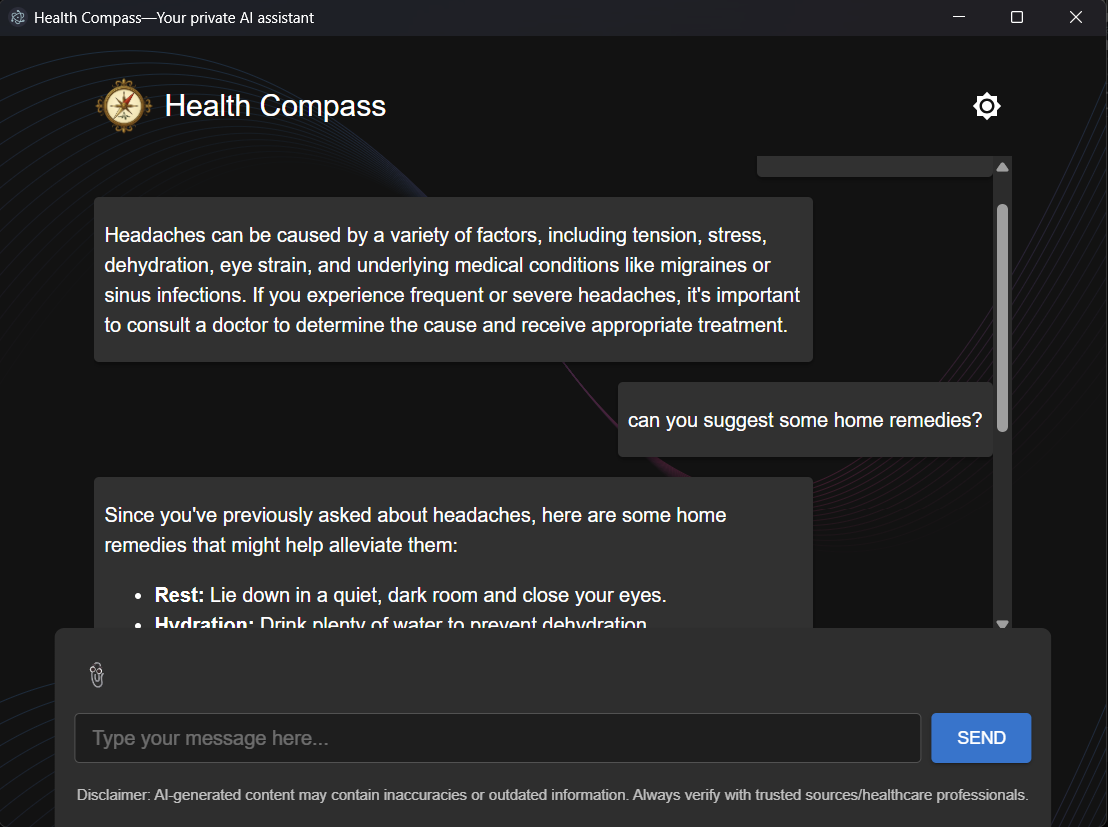 Health Compass—Your private AI assistant
Health Compass
Headaches can be caused by a variety of factors, including tension, stress,
dehydration, eye strain, and underlying medical conditions like migraines or
sinus infections. If you experience frequent or severe headaches, it's important
to consult a doctor to determine the cause and receive appropriate treatment.
can you suggest some home remedies?
Since you've previously asked about headaches, here are some home
remedies that might help alleviate them:
• Rest: Lie down in a quiet, dark room and close your eyes.
• Hydration: Drink plenty of water to prevent dehydration
Type your message here...
SEND
Disclaimer: AI-generated content may contain inaccuracies or outdated information. Always verify with trusted sources/healthcare professionals.